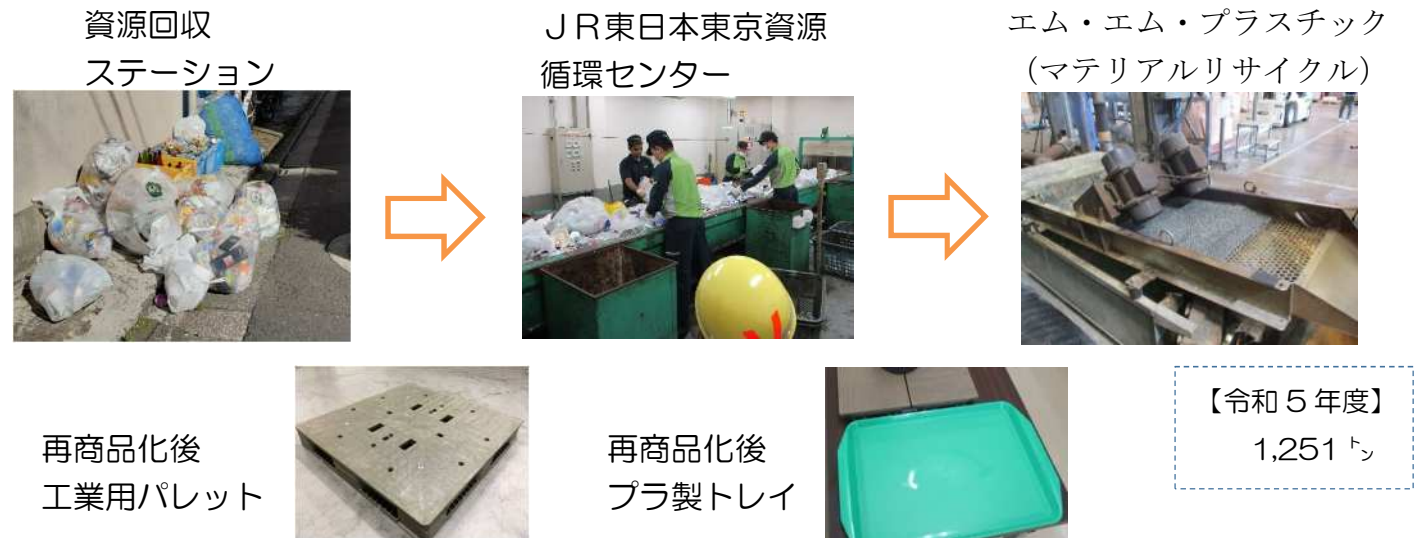 資源回収
ステーション
ＪＲ東日本東京資源
循環センター
エム・エム・プラスチック
（マテリアルリサイクル）
再商品化後
工業用パレット
再商品化後
プラ製トレイ
【令和５年度】
1,251 ㌧